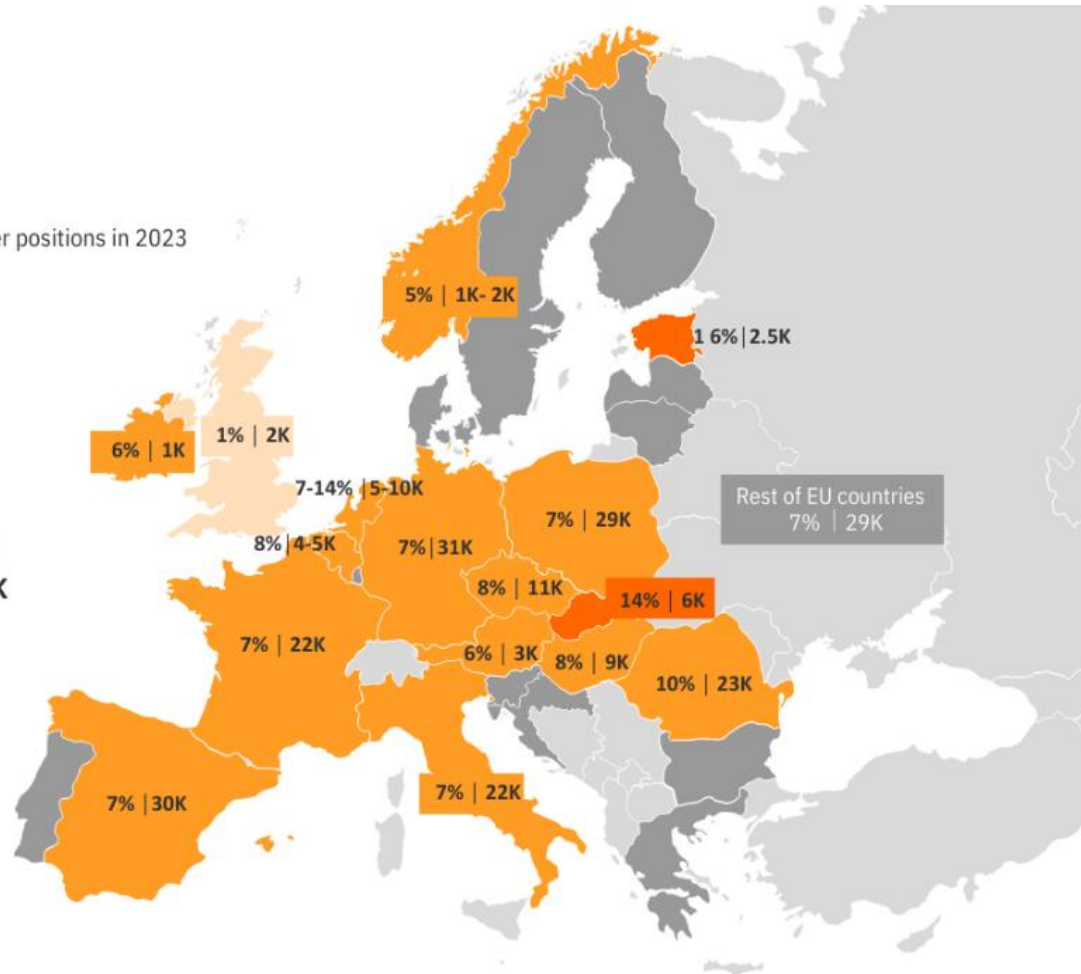 er positions in 2023
5% | 1K- 2K
1 6%|2.5K
6% | 1K
1% | 2K
7-14% |5-10K
Rest of EU countries
7% | 29K
7% | 29K
8%|4-5K
7%|31K
K
8% | 11K
14% | 6K
7% | 22K
6% | 3K
8% | 9K
10% | 23K
7% | 22K
7% |30K